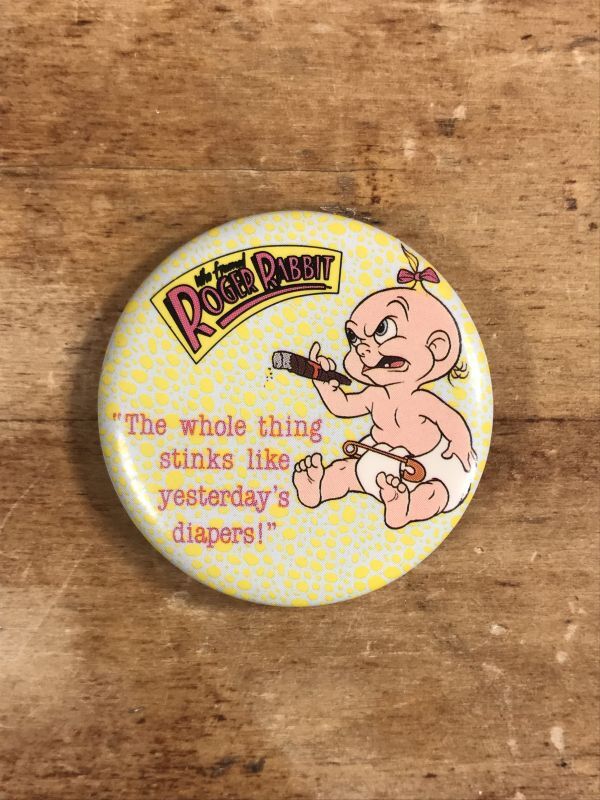 Who Framed
ROGER RABBIT
"The whole thing
stinks like
yesterday's
diapers!"